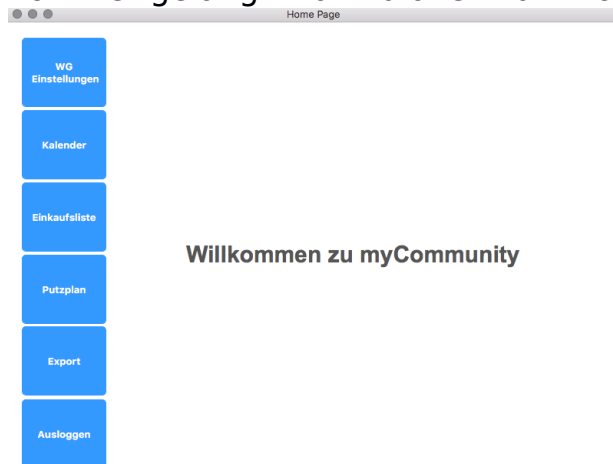 Home Page
WG
Einstellungen
Kalender
Einkaufsliste
Willkommen zu myCommunity
Putzplan
Export
Ausloggen